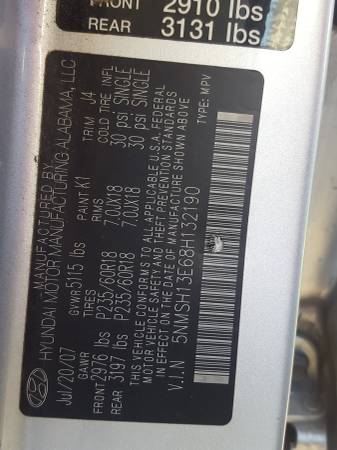 FRONT 2910 lbs
REAR 3131 lbs
MANUFACTURED BY
HYUNDAI MOTOR MANUFACTURING ALABAMA, LLC
Jul/20/07 GVWR 5115 lbs PAINT K1 TRIM J4
GAWR TIRES RIMS COLD TIRE INFL
FRONT 2976 lbs P235/60R18 7.00X18 30 psi SINGLE
REAR 3197 lbs P235/60R18 7.00X18 30 psi SINGLE
THIS VEHICLE CONFORMS TO ALL APPLICABLE U.S.A. FEDERAL
MOTOR VEHICLE SAFETY, BUMPER, AND THEFT PREVENTION STANDARDS
IN EFFECT ON THE DATE OF MANUFACTURE SHOWN ABOVE
V.I.N 5NMSH13E68H132190 TYPE: MPV